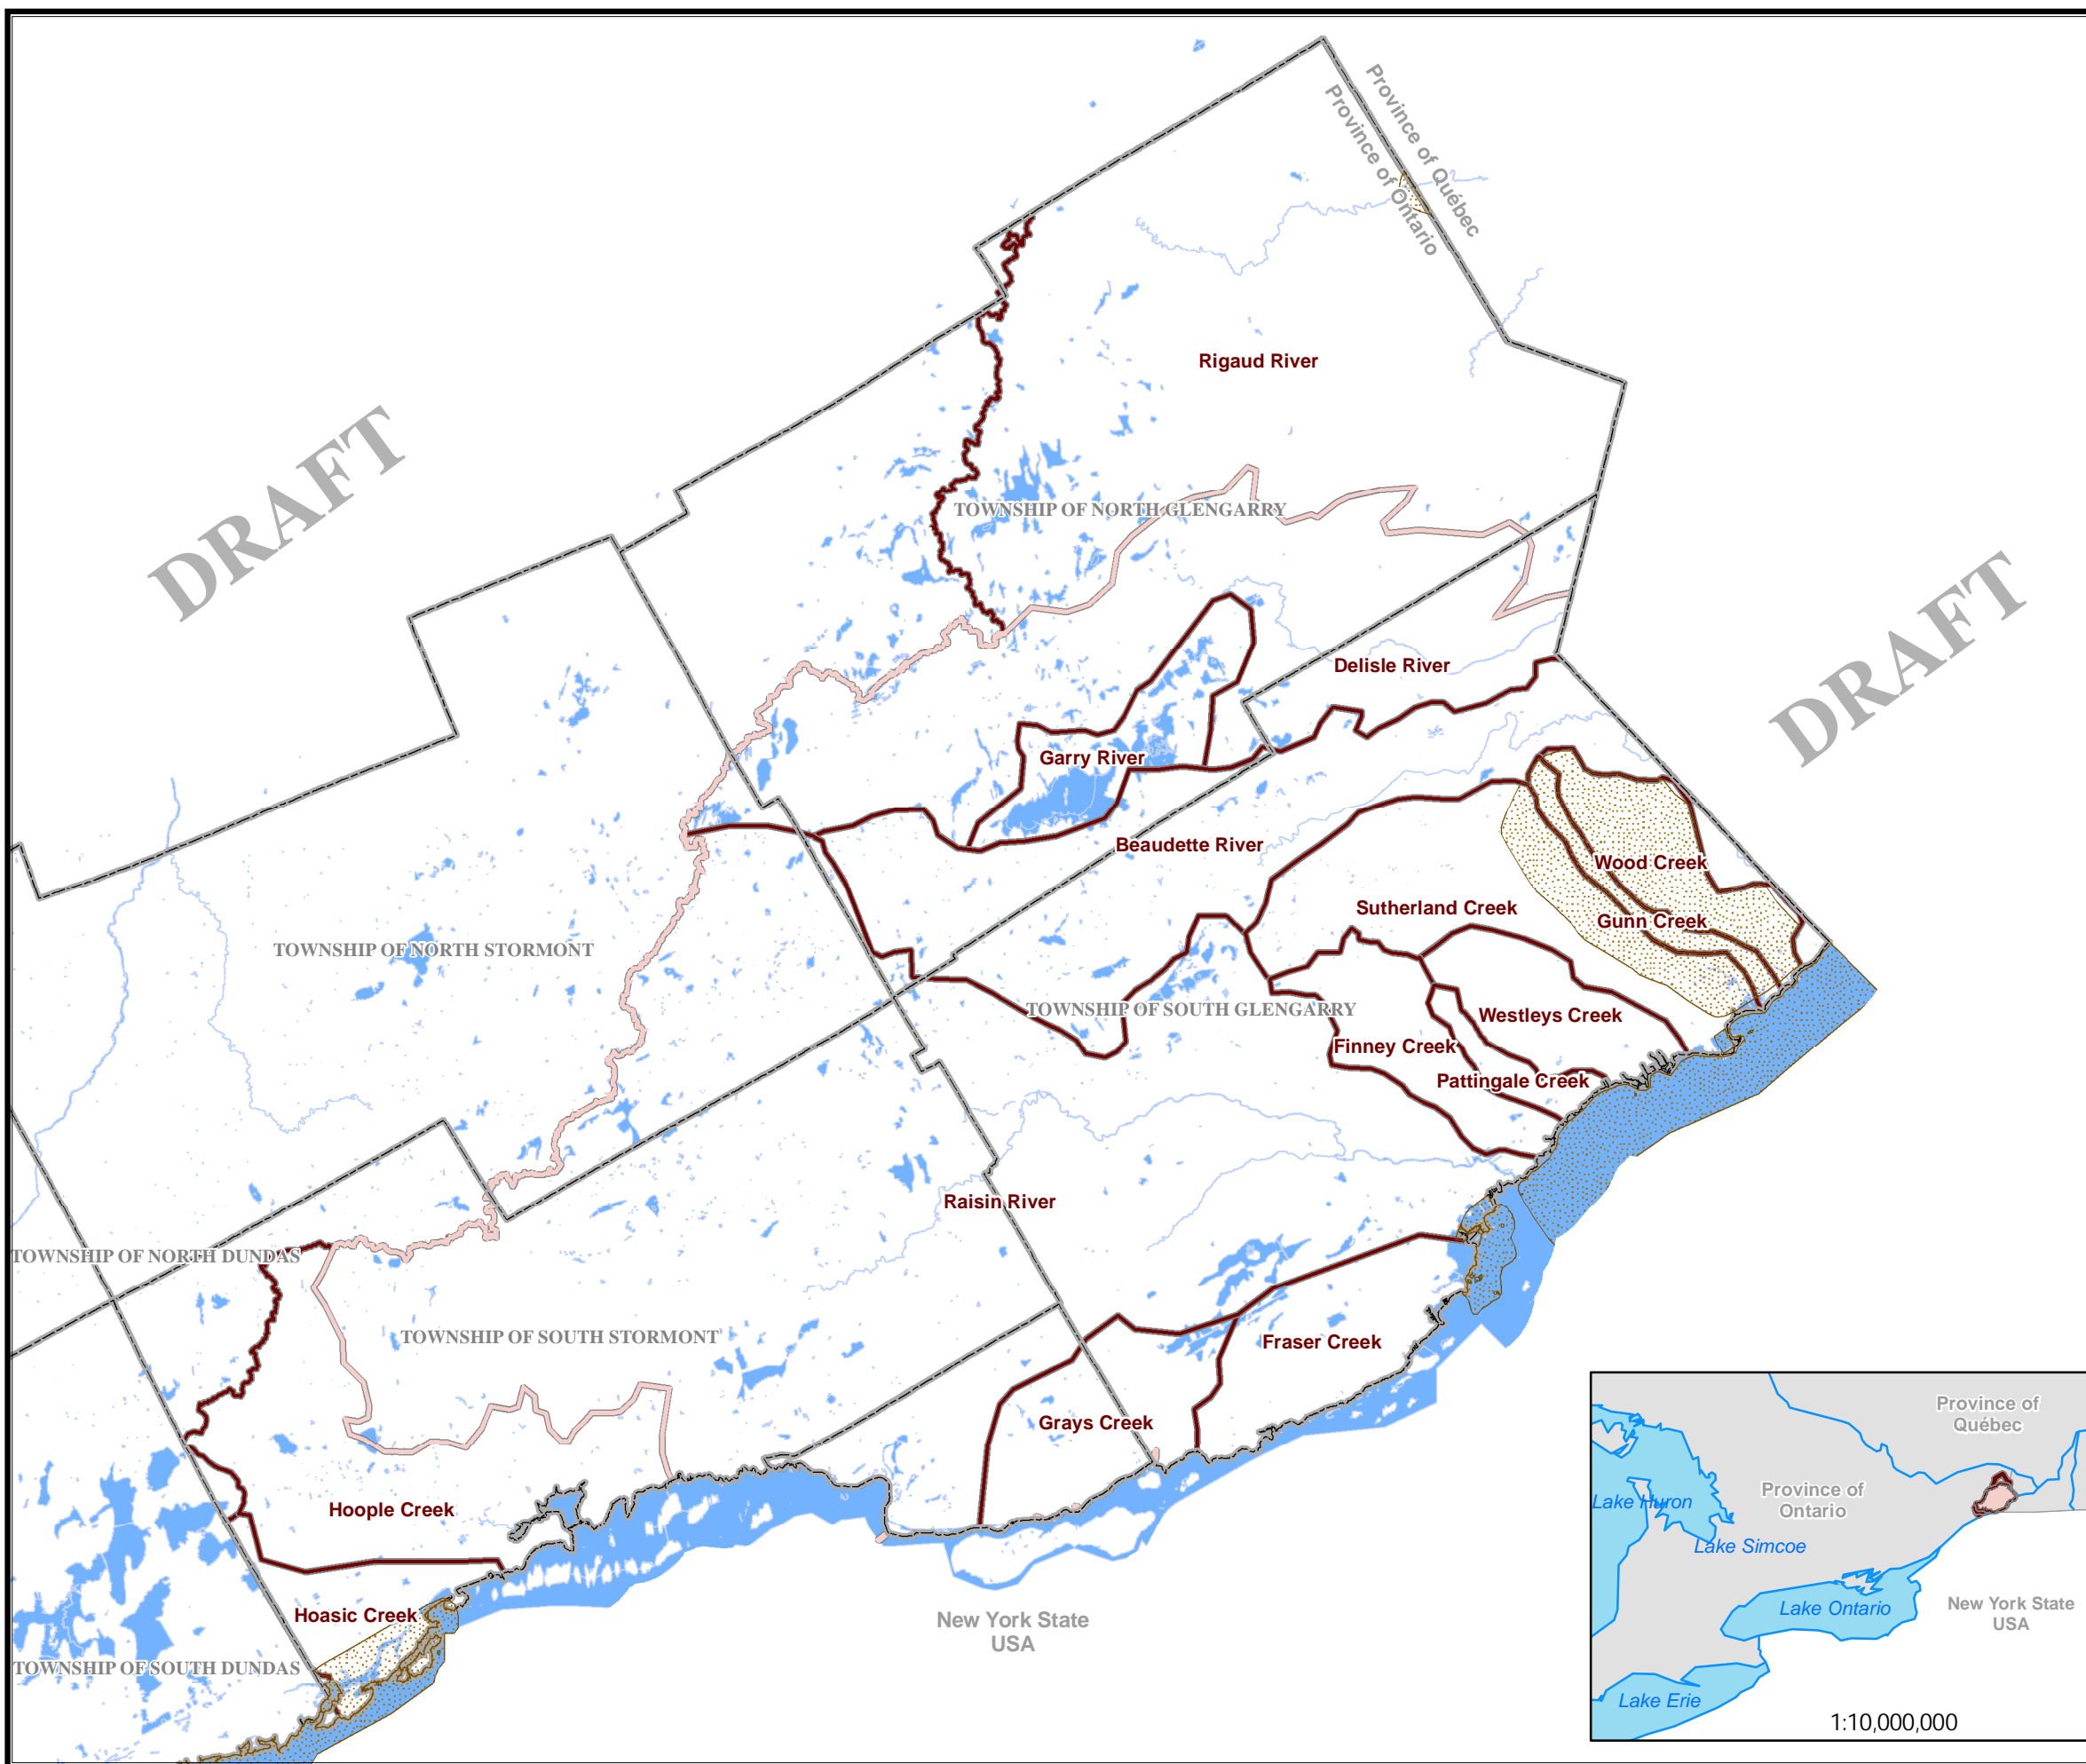 Province of Québec
Province of Ontario
Rigaud River
DRAFT
TOWNSHIP OF NORTH GLENGARRY
DRAFT
Delisle River
Garry River
Beaudette River
Wood Creek
Sutherland Creek
Gunn Creek
TOWNSHIP OF NORTH STORMONT
TOWNSHIP OF SOUTH GLENGARRY
Westleys Creek
Finney Creek
Pattingale Creek
Raisin River
TOWNSHIP OF NORTH DUNDAS
TOWNSHIP OF SOUTH STORMONT
Fraser Creek
Grays Creek
Hoople Creek
Hoasic Creek
New York State
USA
TOWNSHIP OF SOUTH DUNDAS
Province of
Québec
Province of
Ontario
Lake Huron
Lake Simcoe
Lake Ontario
New York State
USA
Lake Erie
1:10,000,000